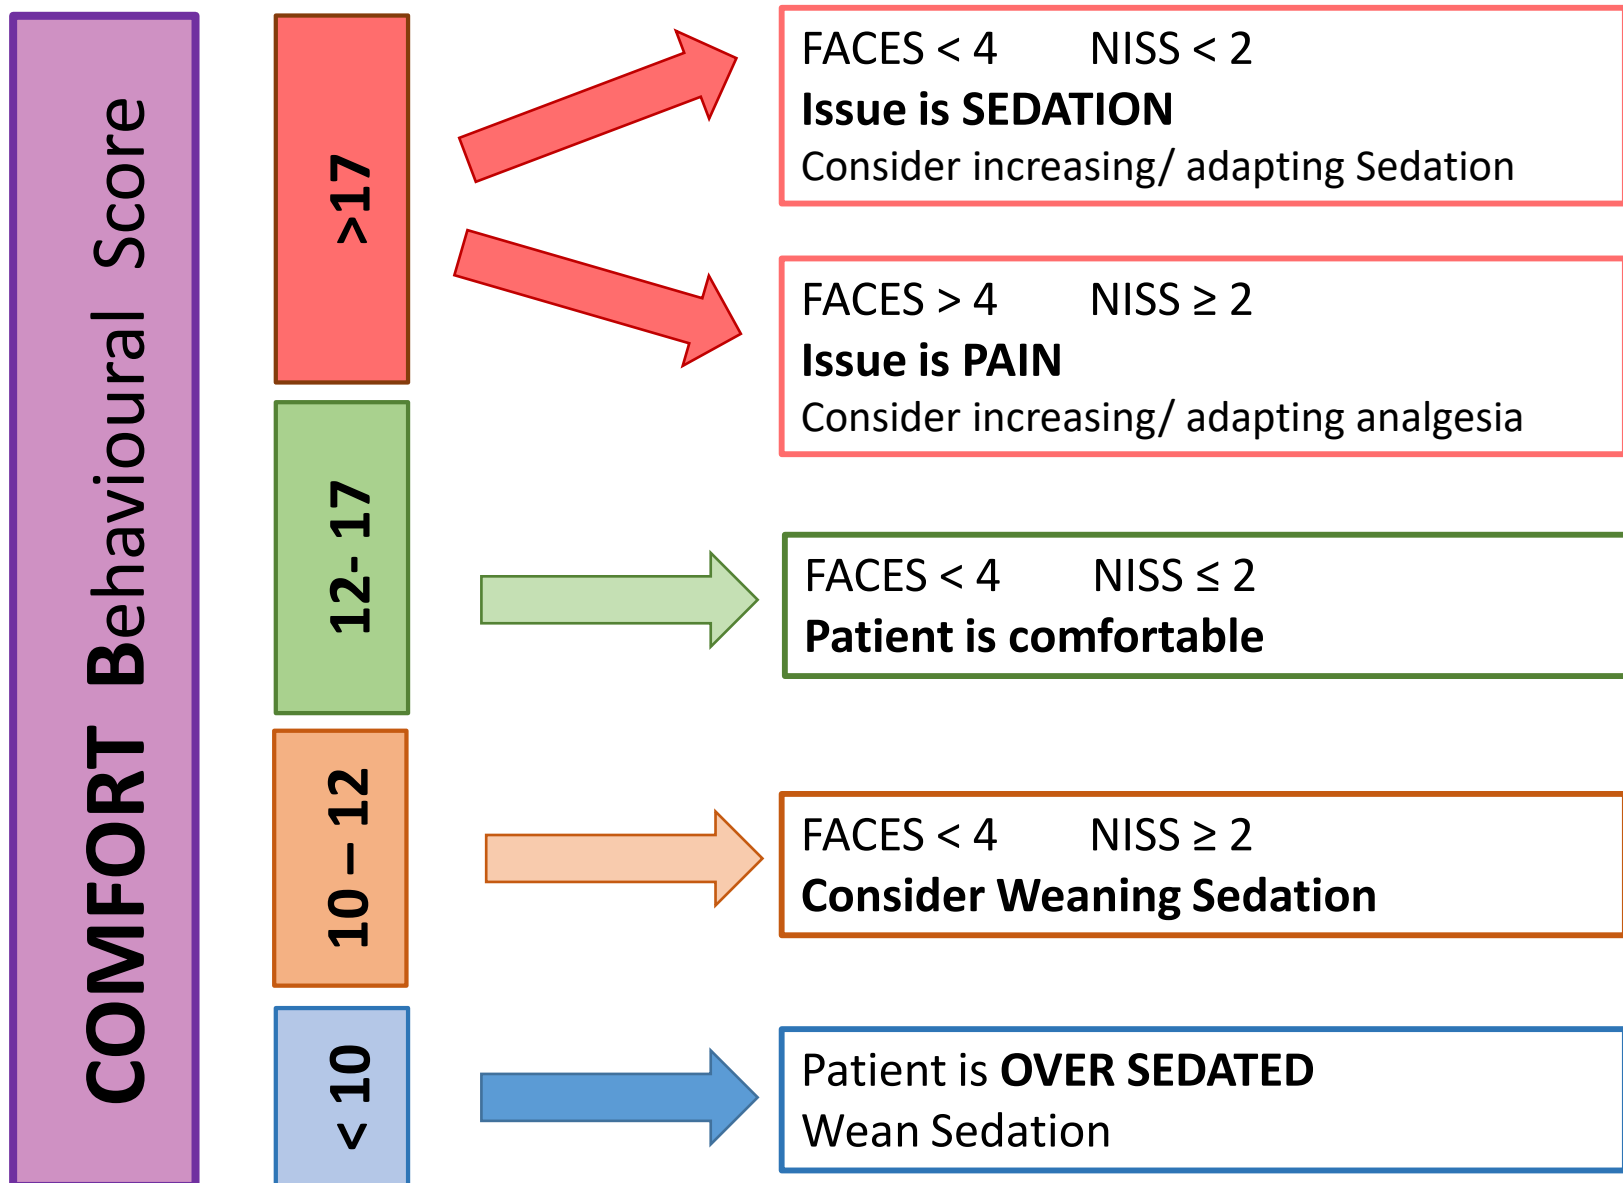 COMFORT Behavioural Score
>17
FACES < 4 NISS < 2
Issue is SEDATION
Consider increasing/ adapting Sedation
FACES > 4 NISS ≥ 2
Issue is PAIN
Consider increasing/ adapting analgesia
12- 17
FACES < 4 NISS ≤ 2
Patient is comfortable
10 – 12
FACES < 4 NISS ≥ 2
Consider Weaning Sedation
< 10
Patient is OVER SEDATED
Wean Sedation